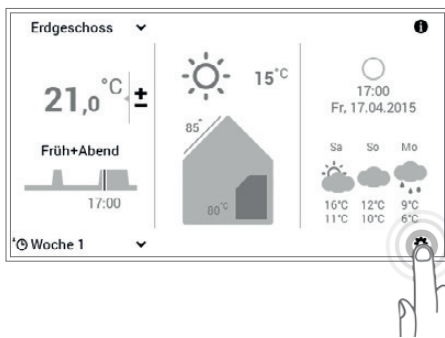 Erdgeschoss
21,0 °C ±
Früh+Abend
17:00
Woche 1
15°C
85°
80°C
17:00
Fr, 17.04.2015
Sa So Mo
16°C 12°C 9°C
11°C 10°C 6°C